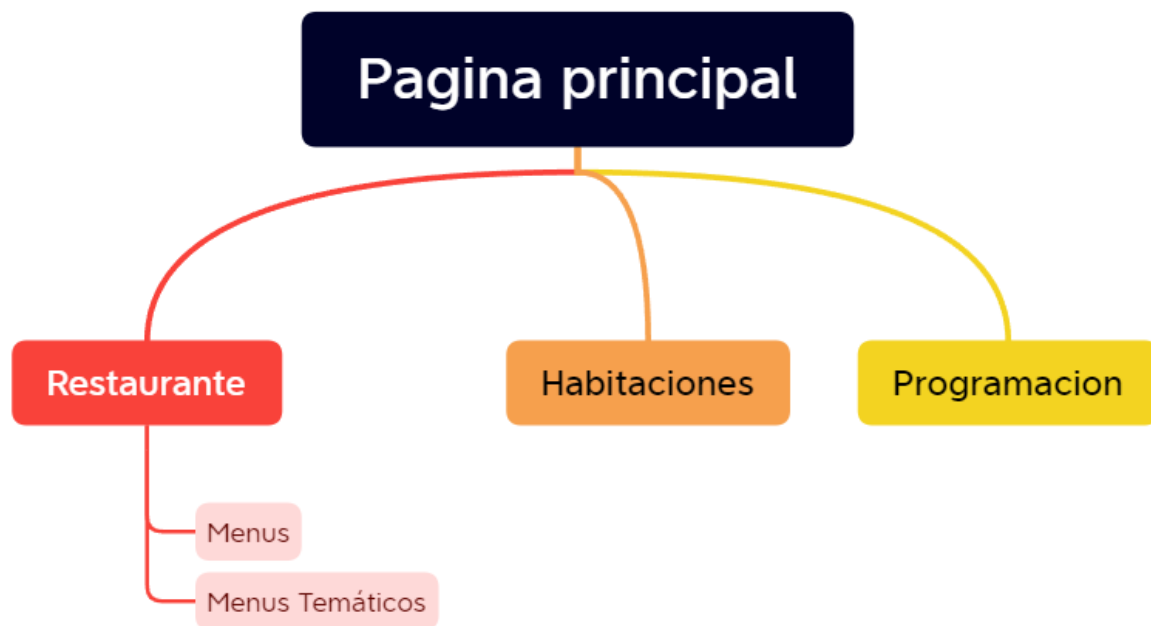 Pagina principal
Restaurante
Habitaciones
Programacion
Menus
Menus Temáticos